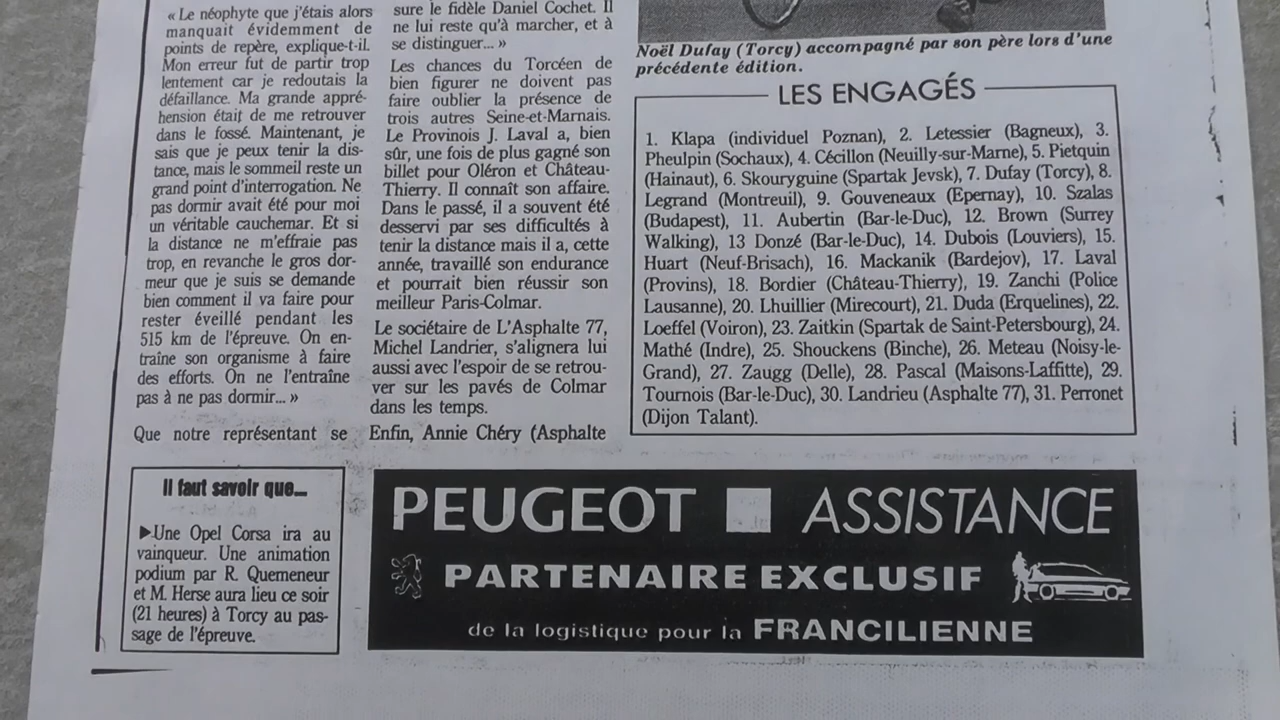 « Le néophyte que j'étais alors
manquait évidemment de
points de repère, explique-t-il.
Mon erreur fut de partir trop
lentement car je redoutais la
défaillance. Ma grande appré-
hension était de me retrouver
dans le fossé. Maintenant, je
sais que je peux tenir la dis-
tance, mais le sommeil reste un
grand point d'interrogation. Ne
pas dormir avait été pour moi
un véritable cauchemar. Et si
la distance ne m'effraie pas
trop, en revanche le gros dor-
meur que je suis se demande
bien comment il va faire pour
rester éveillé pendant les
515 km de l'épreuve. On en-
traîne son organisme à faire
des efforts. On ne l'entraîne
pas à ne pas dormir... »
Que notre représentant se
sure le fidèle Daniel Cochet. Il
ne lui reste qu'à marcher, et à
se distinguer... »
Les chances du Torcéen de
bien figurer ne doivent pas
faire oublier la présence de
trois autres Seine-et-Marnais.
Le Provinois J. Laval a, bien
sûr, une fois de plus gagné son
billet pour Oléron et Château-
Thierry. Il connaît son affaire.
Dans le passé, il a souvent été
desservi par ses difficultés à
tenir la distance mais il a, cette
année, travaillé son endurance
et pourrait bien réussir son
meilleur Paris-Colmar.
Le sociétaire de L'Asphalte 77,
Michel Landrier, s'alignera lui
aussi avec l'espoir de se retrou-
ver sur les pavés de Colmar
dans les temps.
Enfin, Annie Chéry (Asphalte
Noël Dufay (Torcy) accompagné par son père lors d'une
précédente édition.
LES ENGAGÉS
1. Klapa (individuel Poznan), 2. Letessier (Bagneux), 3.
Pheulpin (Sochaux), 4. Cécillon (Neuilly-sur-Marne), 5. Pietquin
(Hainaut), 6. Skouryguine (Spartak Jevsk), 7. Dufay (Torcy), 8.
Legrand (Montreuil), 9. Gouveneaux (Epernay), 10. Szalas
(Budapest), 11. Aubertin (Bar-le-Duc), 12. Brown (Surrey
Walking), 13 Donzé (Bar-le-Duc), 14. Dubois (Louviers), 15.
Huart (Neuf-Brisach), 16. Mackanik (Bardejov), 17. Laval
(Provins), 18. Bordier (Château-Thierry), 19. Zanchi (Police
Lausanne), 20. Lhuillier (Mirecourt), 21. Duda (Erquelines), 22.
Loeffel (Voiron), 23. Zaitkin (Spartak de Saint-Petersbourg), 24.
Mathé (Indre), 25. Shouckens (Binche), 26. Meteau (Noisy-le-
Grand), 27. Zaugg (Delle), 28. Pascal (Maisons-Laffitte), 29.
Tournois (Bar-le-Duc), 30. Landrieu (Asphalte 77), 31. Perronet
(Dijon Talant).
Il faut savoir que...
►Une Opel Corsa ira au
vainqueur. Une animation
podium par R. Quemeneur
et M. Herse aura lieu ce soir
(21 heures) à Torcy au pas-
sage de l'épreuve.
PEUGEOT ASSISTANCE
PARTENAIRE EXCLUSIF
de la logistique pour la FRANCILIENNE